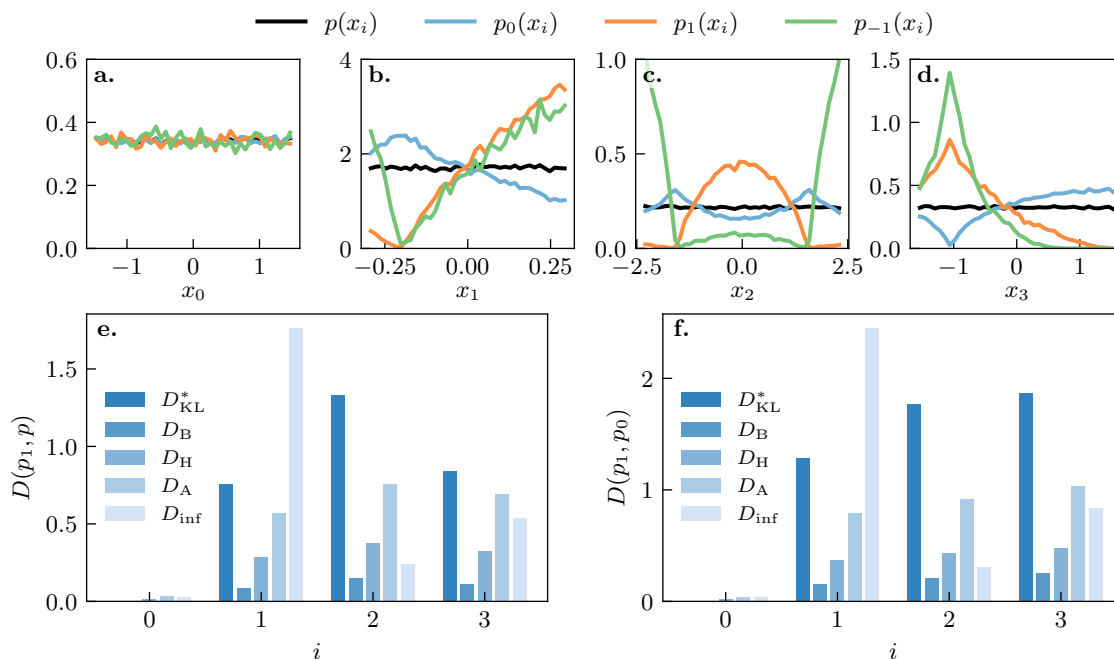 p(x_i) p_0(x_i) p_1(x_i) p_{-1}(x_i)
a. b. c. d.
0.6 0.4 0.2 0.0
−1 0 1
x_0
4 2 0
−0.25 0.00 0.25
x_1
1.0 0.5 0.0
−2.5 0.0 2.5
x_2
1.5 1.0 0.5 0.0
−1 0 1
x_3
e.
D(p_1, p)
1.5
1.0
0.5
0.0
D^*_{KL}
D_B
D_H
D_A
D_inf
0 1 2 3
i
f.
D(p_1, p_0)
2
1
0
D^*_{KL}
D_B
D_H
D_A
D_inf
0 1 2 3
i